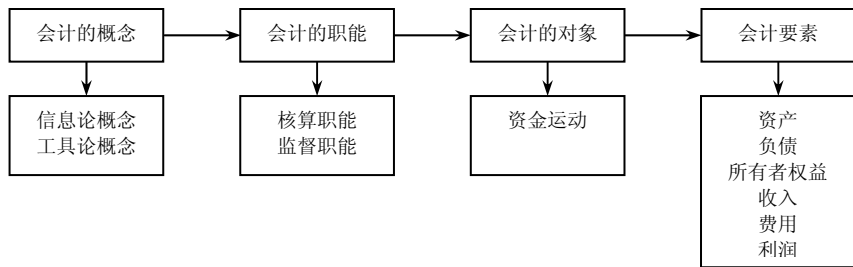 会计的概念
会计的职能
会计的对象
会计要素
信息论概念
工具论概念
核算职能
监督职能
资金运动
资产
负债
所有者权益
收入
费用
利润